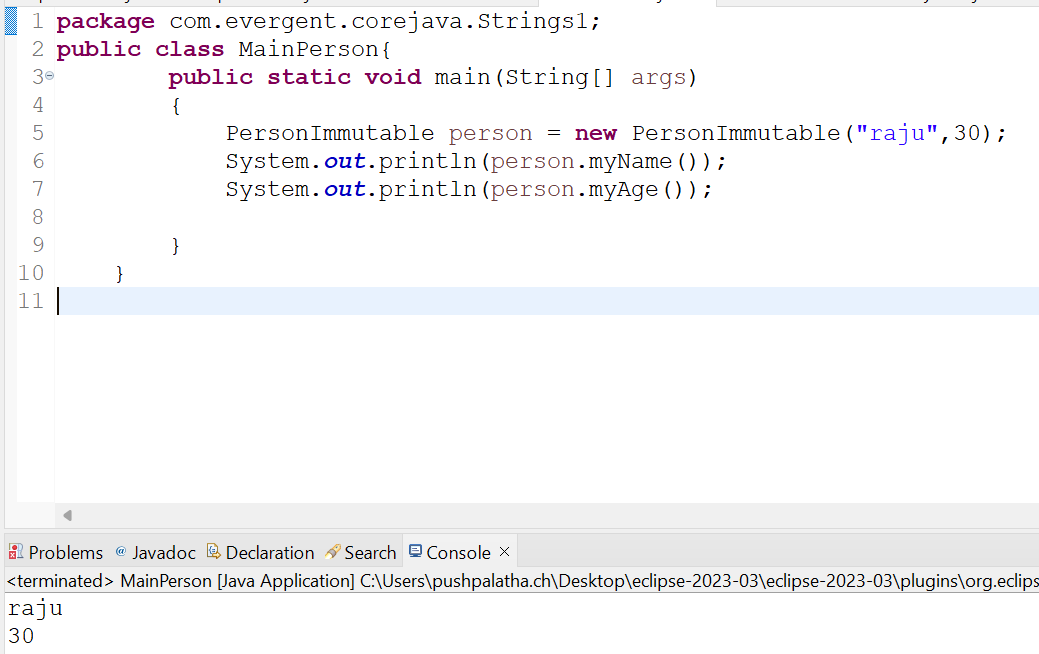 1 package com.evergent.corejava.Strings1;
2 public class MainPerson{
3 public static void main(String[] args)
4 {
5 PersonImmutable person = new PersonImmutable("raju",30);
6 System.out.println(person.myName());
7 System.out.println(person.myAge());
8
9 }
10 }
11
Problems @ Javadoc Declaration Search Console ×
<terminated> MainPerson [Java Application] C:\Users\pushpalatha.ch\Desktop\eclipse-2023-03\eclipse-2023-03\plugins\org.eclips
raju
30